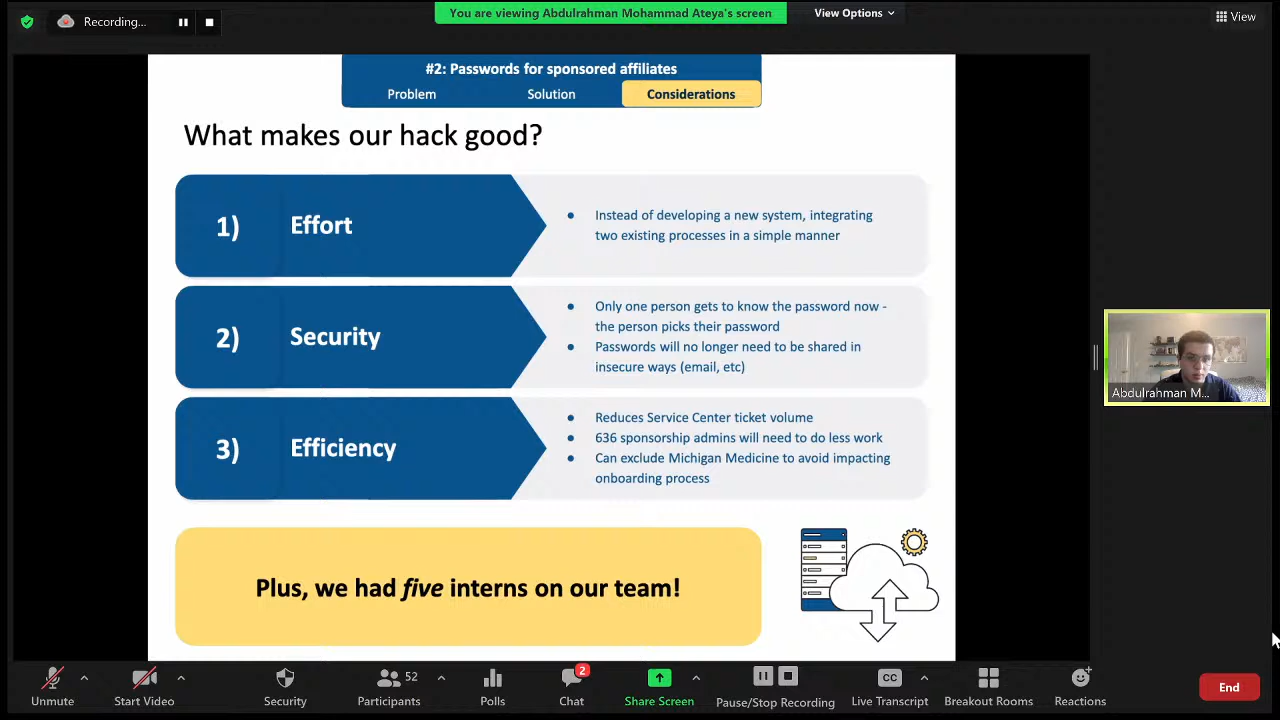 Recording...
You are viewing Abdulrahman Mohammad Ateya's screen
View Options
View
#2: Passwords for sponsored affiliates
Problem
Solution
Considerations
What makes our hack good?
1)
Effort
• Instead of developing a new system, integrating
two existing processes in a simple manner
2)
Security
• Only one person gets to know the password now -
the person picks their password
• Passwords will no longer need to be shared in
insecure ways (email, etc)
3)
Efficiency
• Reduces Service Center ticket volume
• 636 sponsorship admins will need to do less work
• Can exclude Michigan Medicine to avoid impacting
onboarding process
Plus, we had five interns on our team!
Abdulrahman M...
Unmute
Start Video
Security
52
Participants
Polls
2
Chat
Share Screen
Pause/Stop Recording
CC
Live Transcript
Breakout Rooms
Reactions
End